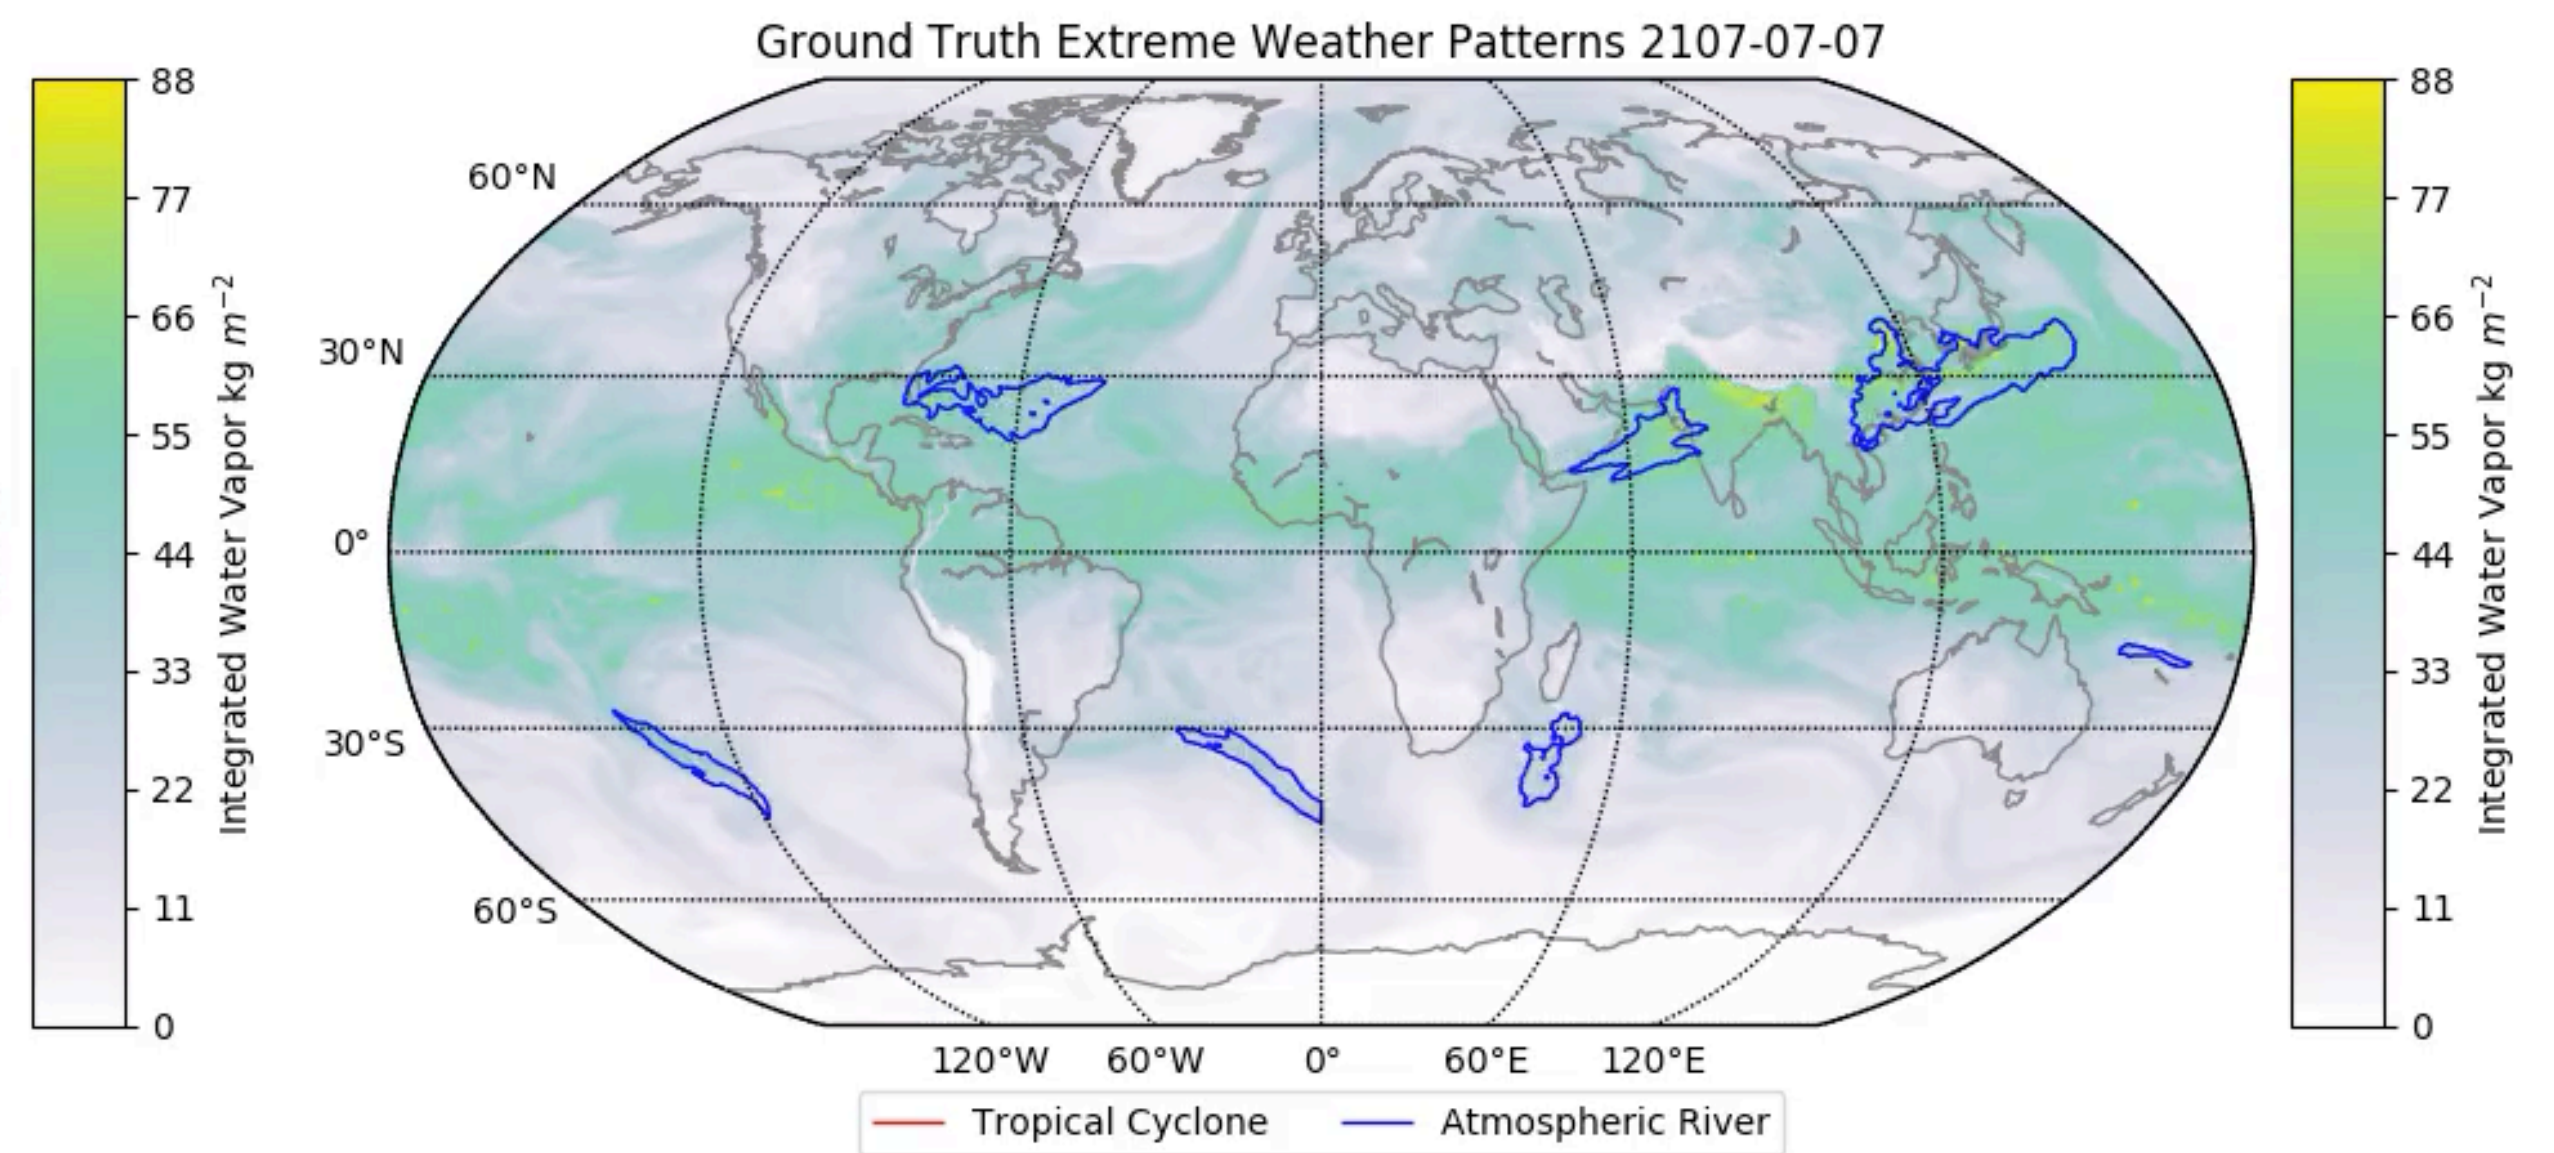 Ground Truth Extreme Weather Patterns 2107-07-07
88
77
66
55
44
33
22
11
0
Integrated Water Vapor kg m⁻²
60°N
30°N
0°
30°S
60°S
120°W 60°W 0° 60°E 120°E
88
77
66
55
44
33
22
11
0
Integrated Water Vapor kg m⁻²
Tropical Cyclone Atmospheric River